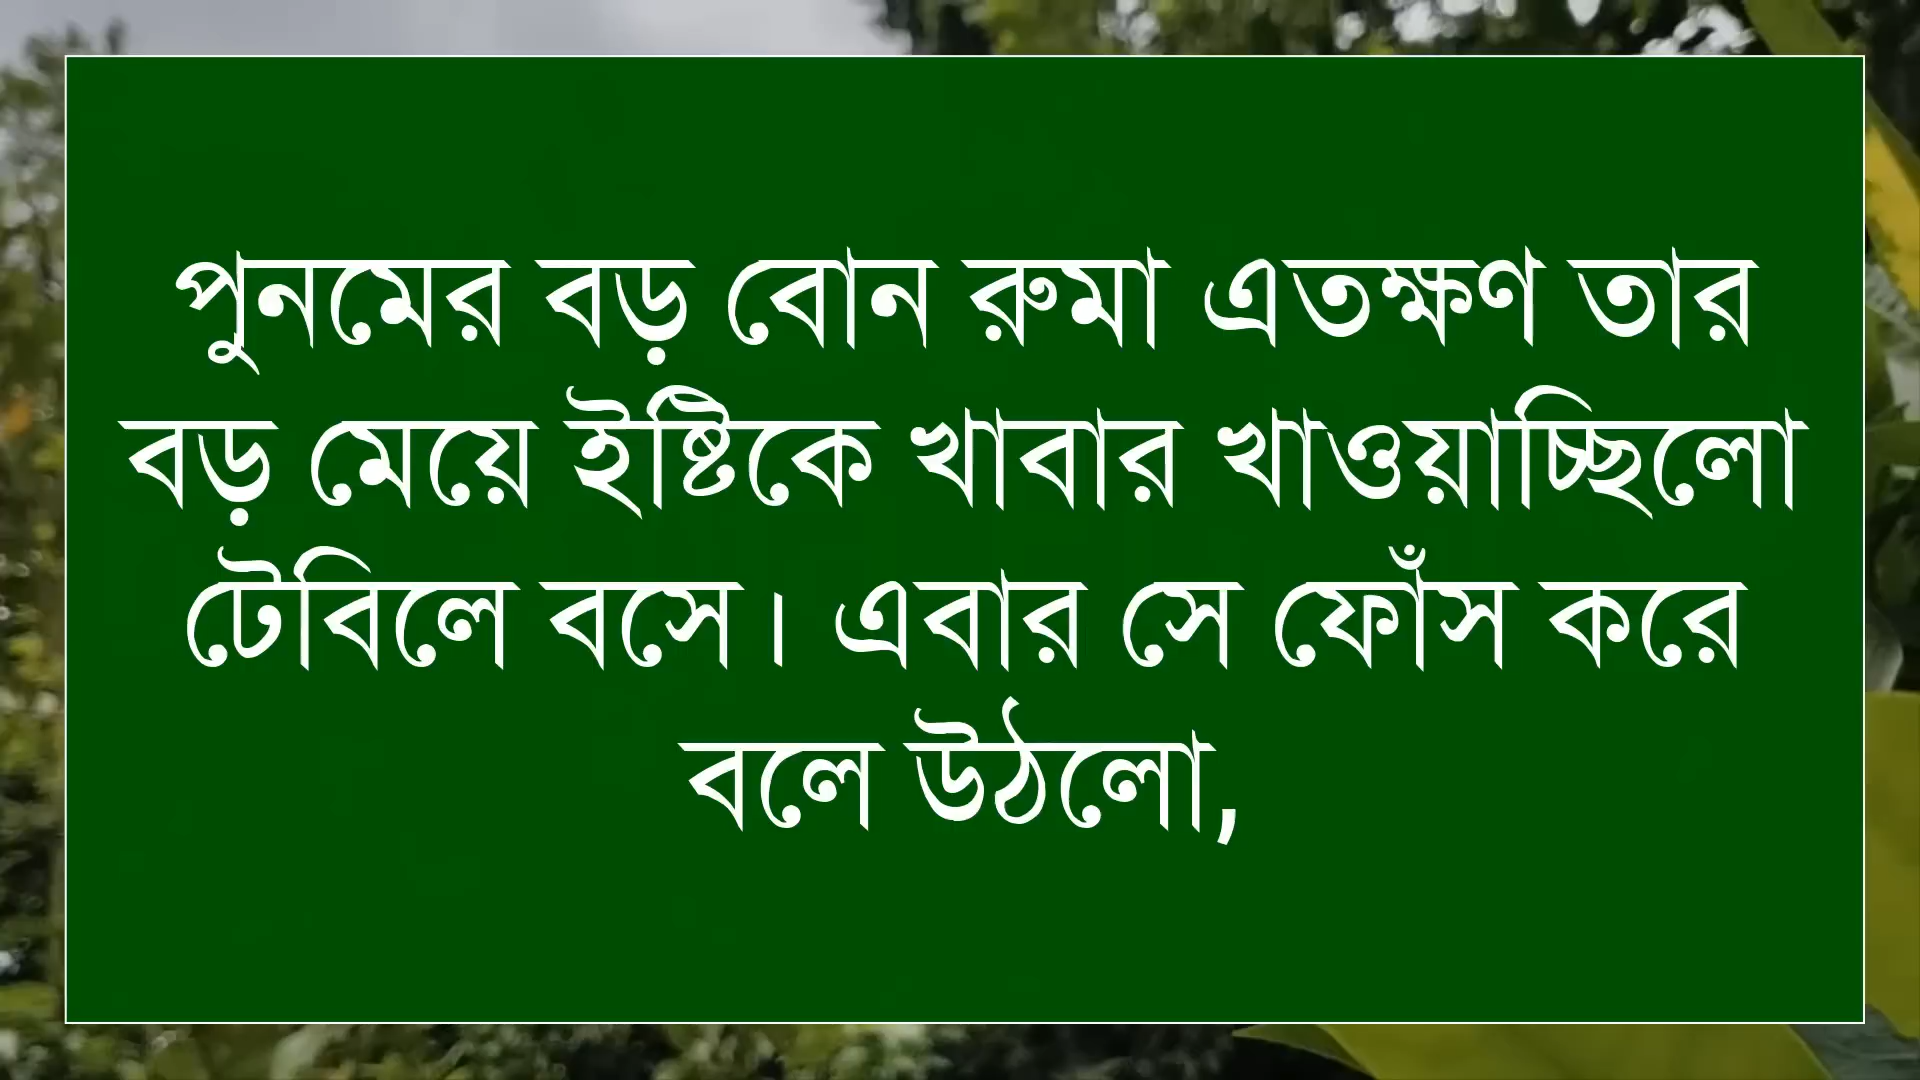 পুনমের বড় বোন রুমা এতক্ষণ তার
বড় মেয়ে ইষ্টিকে খাবার খাওয়াচ্ছিলো
টেবিলে বসে। এবার সে ফোঁস করে
বলে উঠলো,